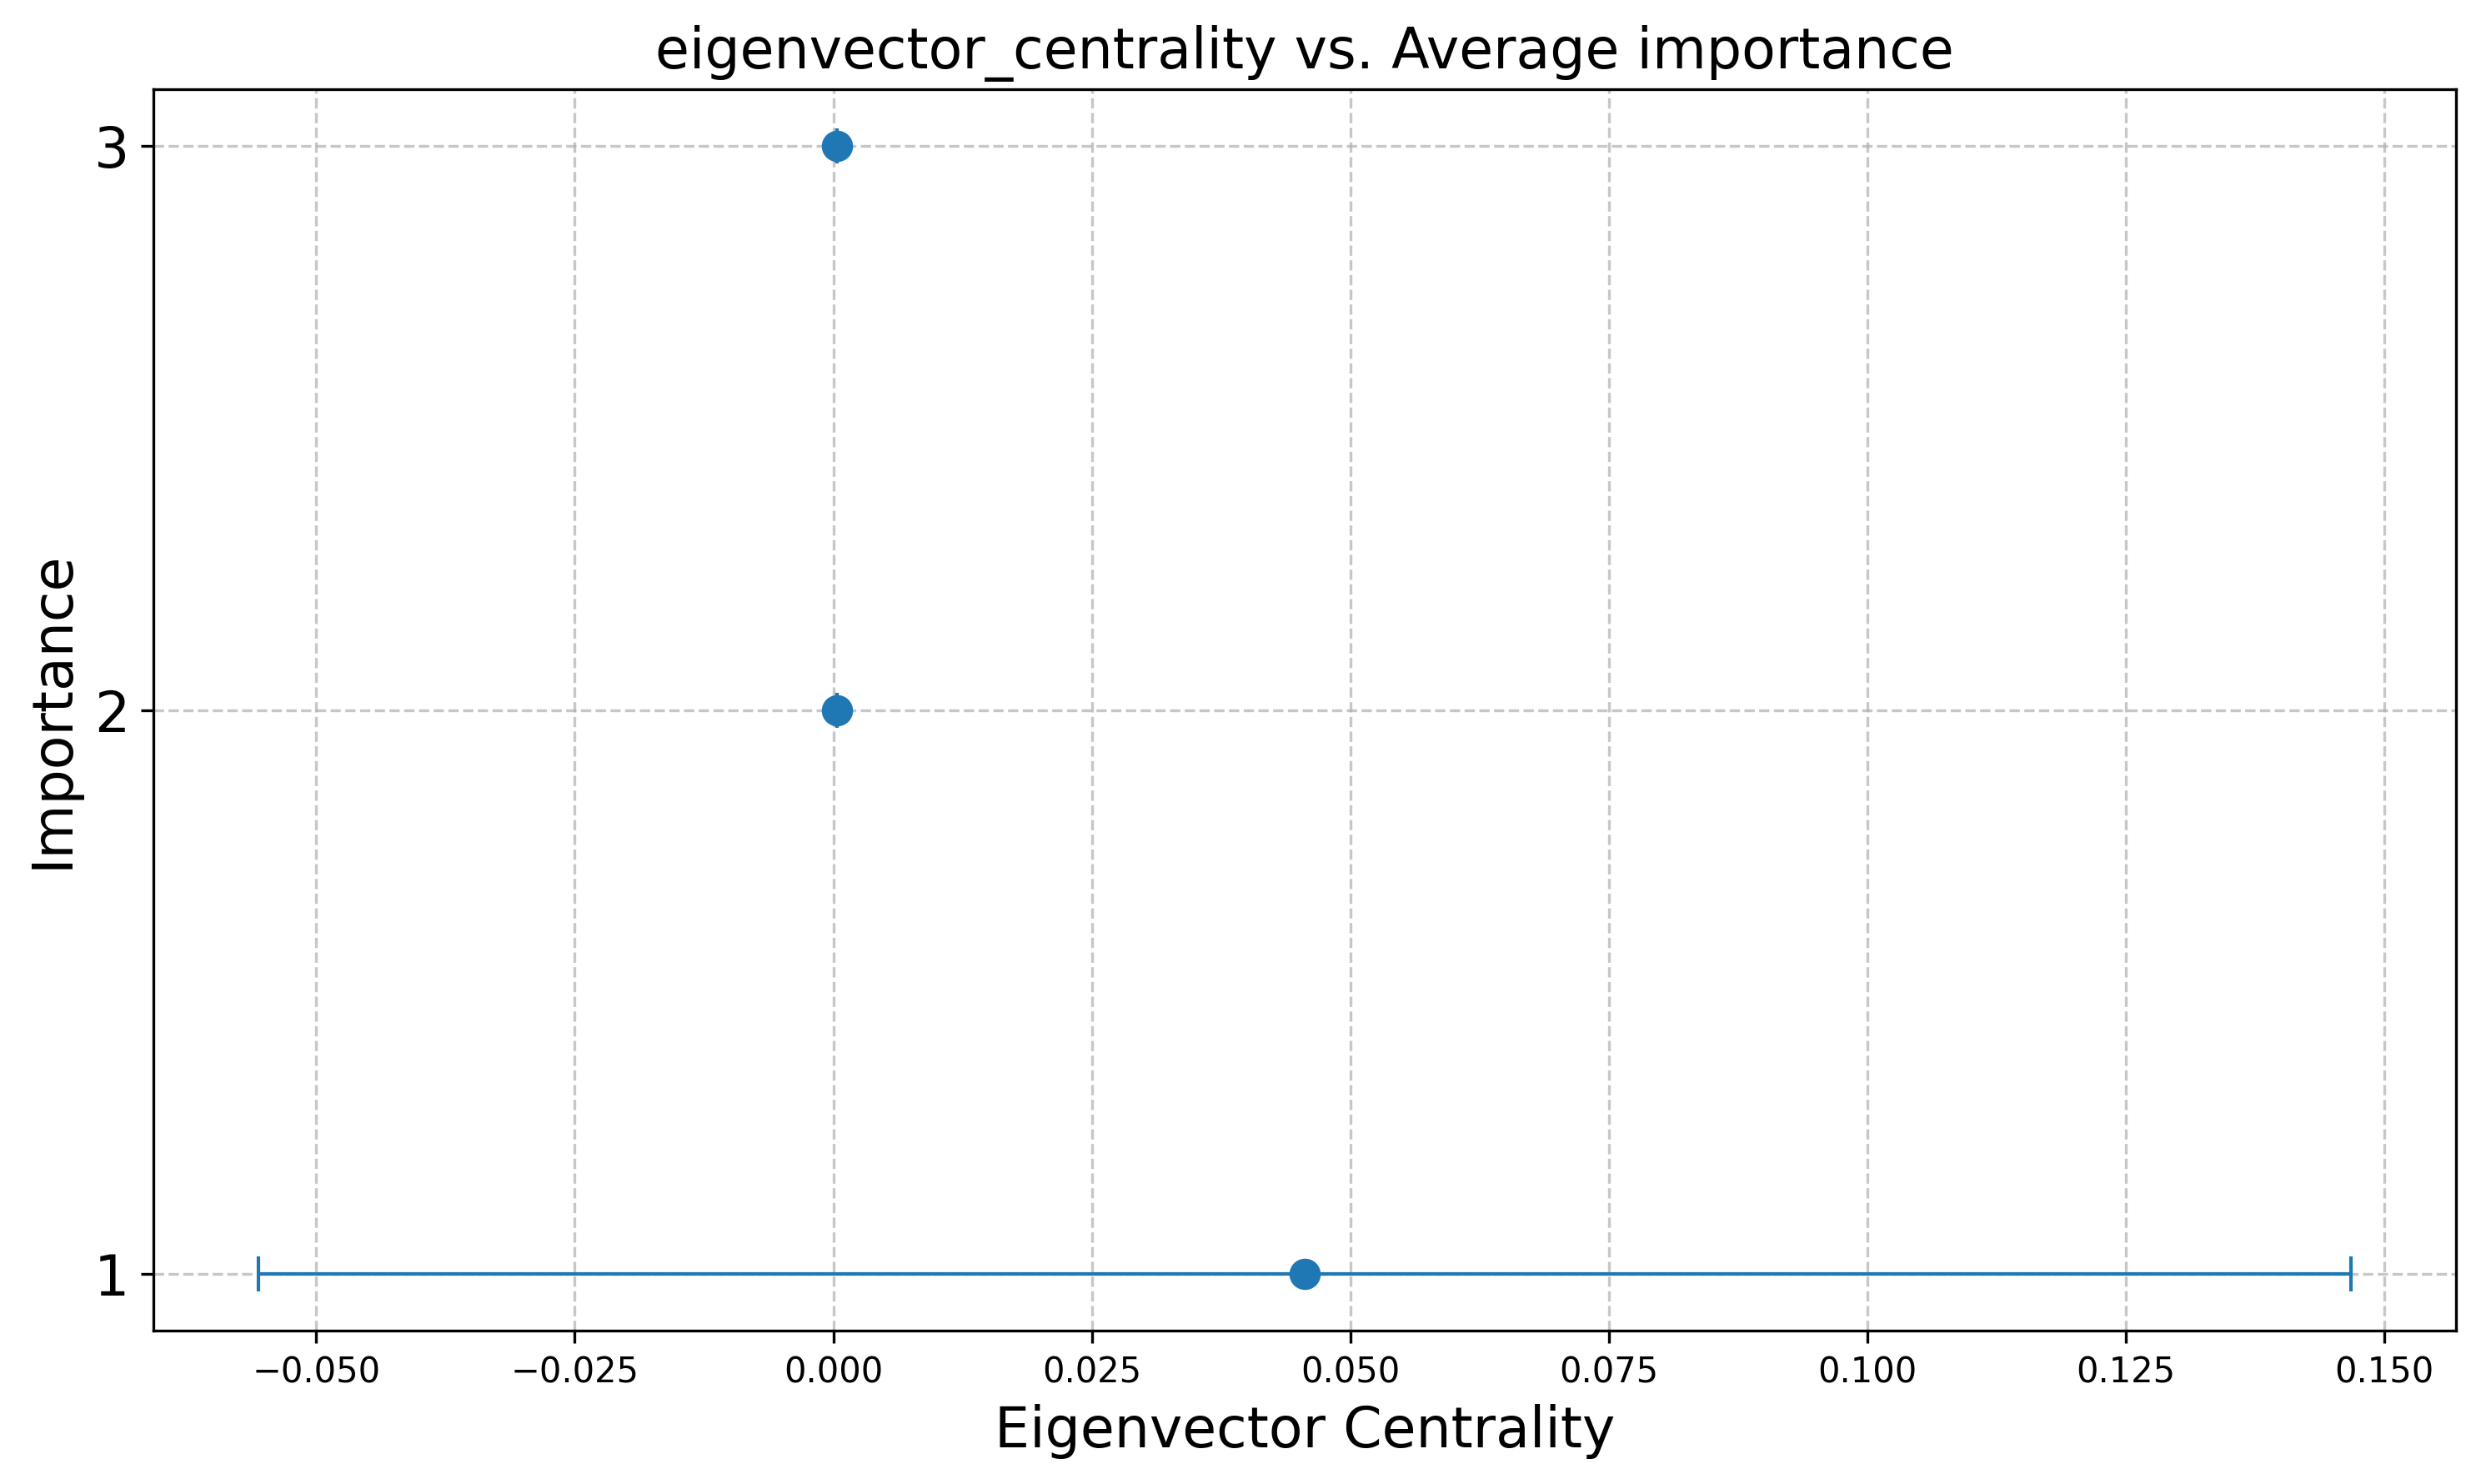 eigenvector_centrality vs. Average importance
3
2
1
Importance
−0.050 −0.025 0.000 0.025 0.050 0.075 0.100 0.125 0.150
Eigenvector Centrality